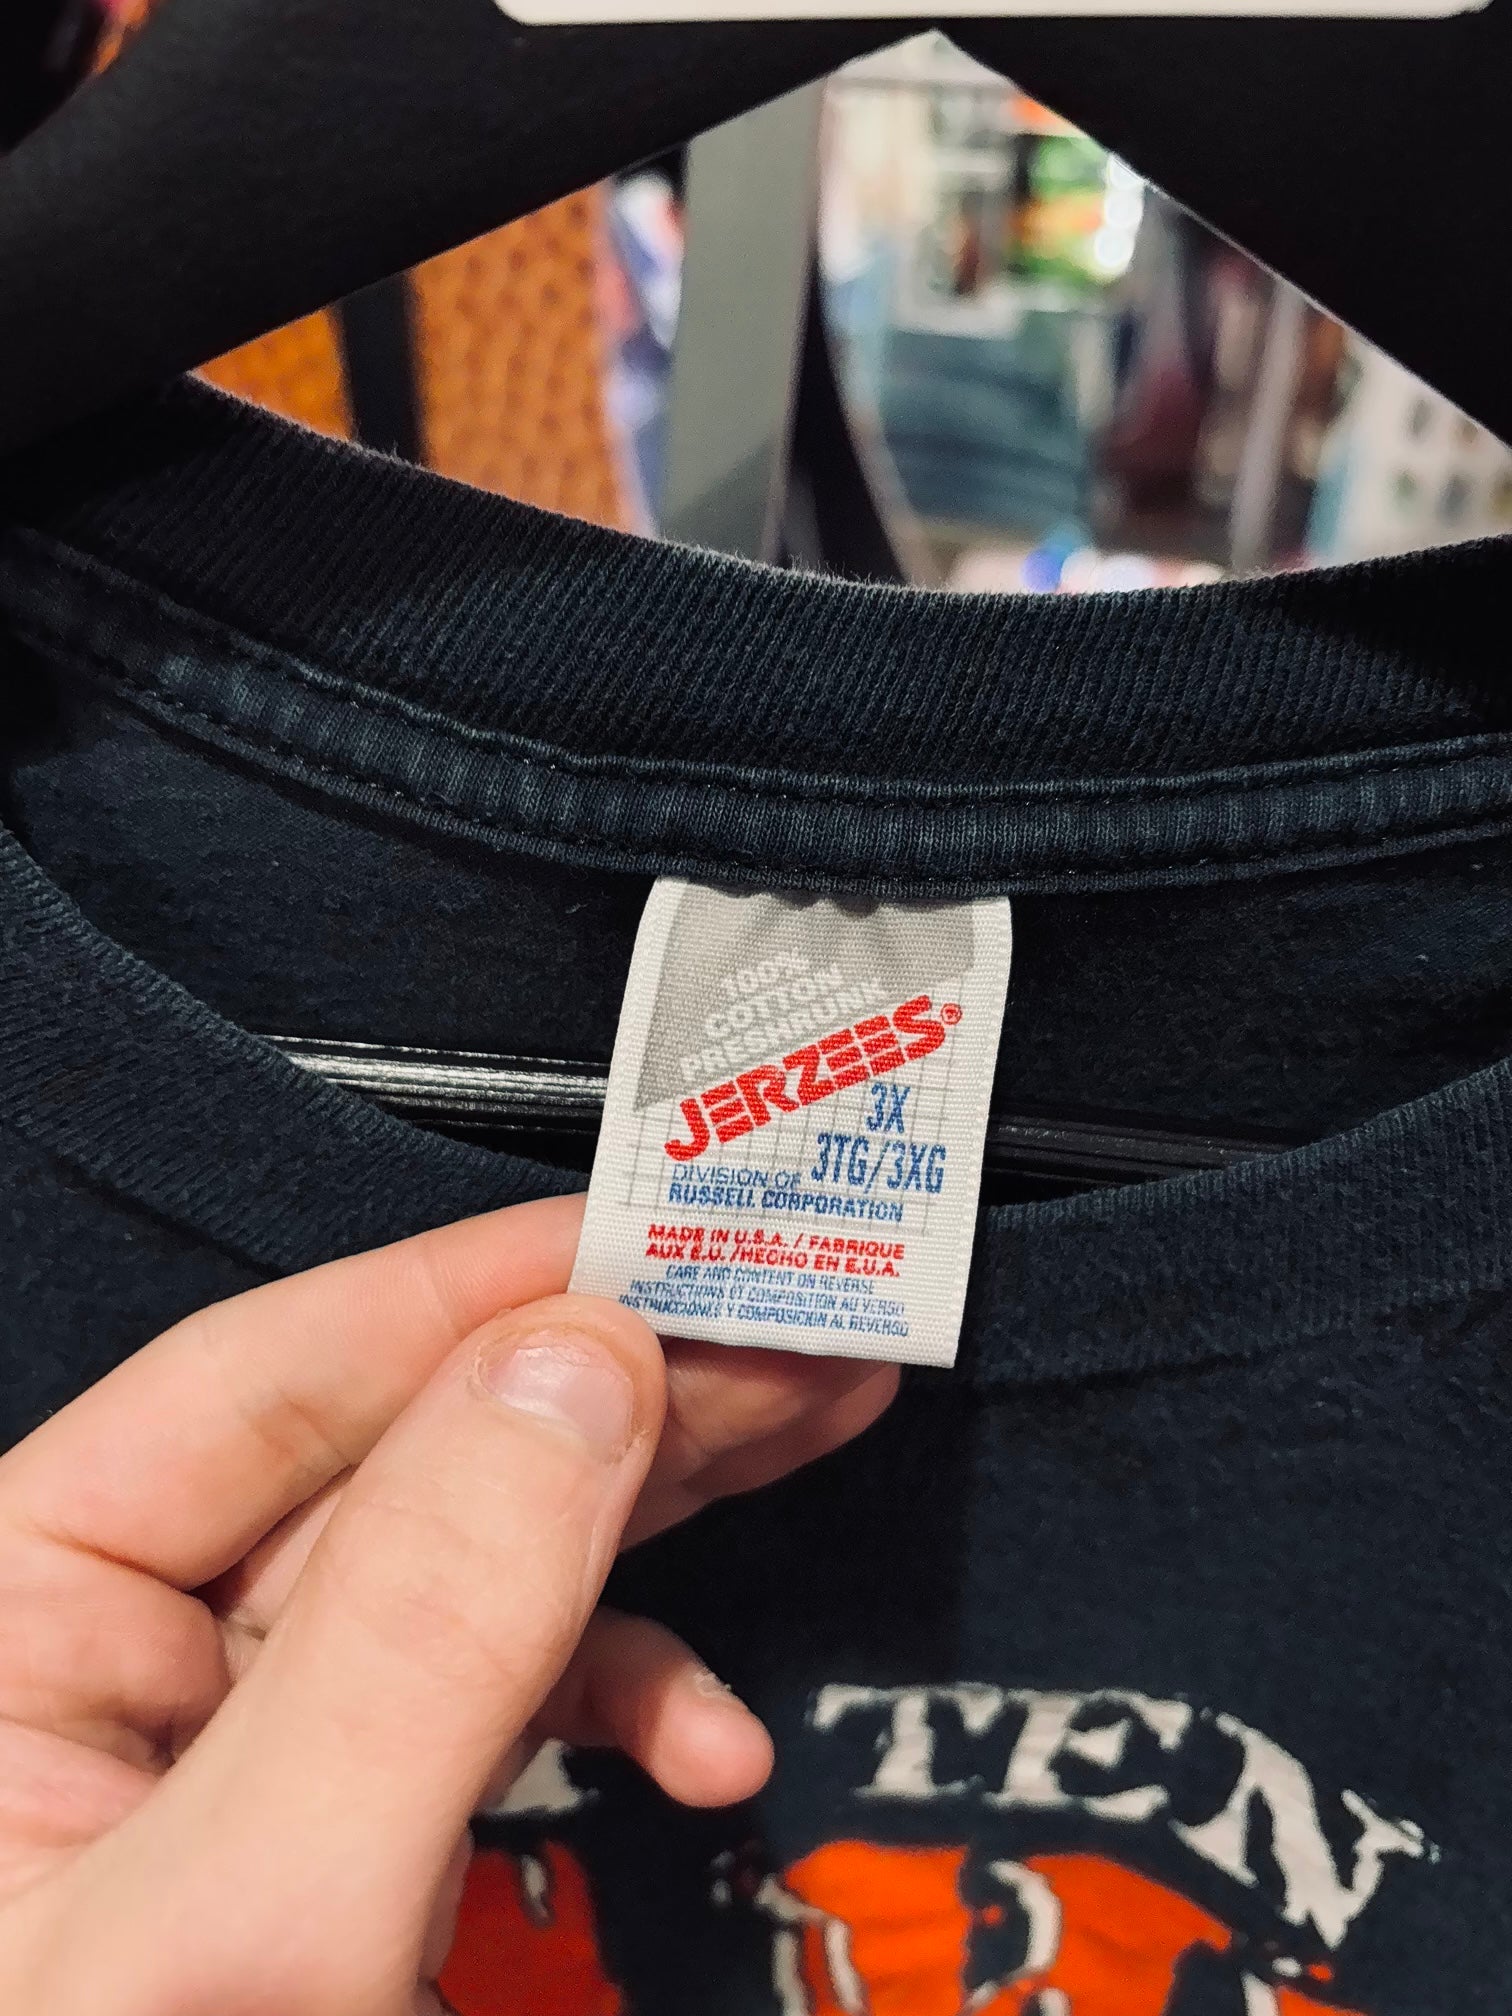 100%
COTTON
PRESHRUNK
JERZEES®
3X
3TG/3XG
DIVISION OF
RUSSELL CORPORATION
MADE IN U.S.A. / FABRIQUE
AUX E.U. /HECHO EN E.U.A.
CARE AND CONTENT ON REVERSE
INSTRUCTIONS ET COMPOSITION AU VERSO
INSTRUCCIONES Y COMPOSICION AL REVERSO
TEN